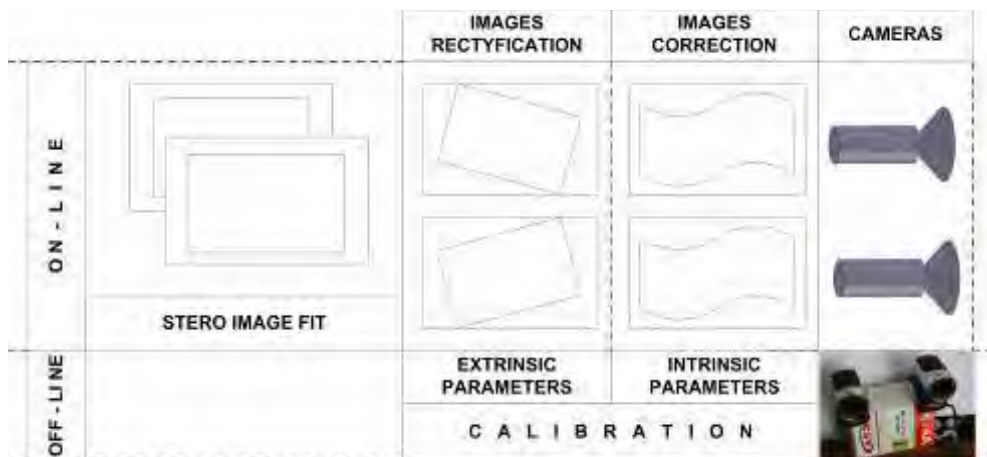 IMAGES
RECTYFICATION
IMAGES
CORRECTION
CAMERAS
ON-LINE
STERO IMAGE FIT
OFF-LINE
EXTRINSIC
PARAMETERS
INTRINSIC
PARAMETERS
CALIBRATION